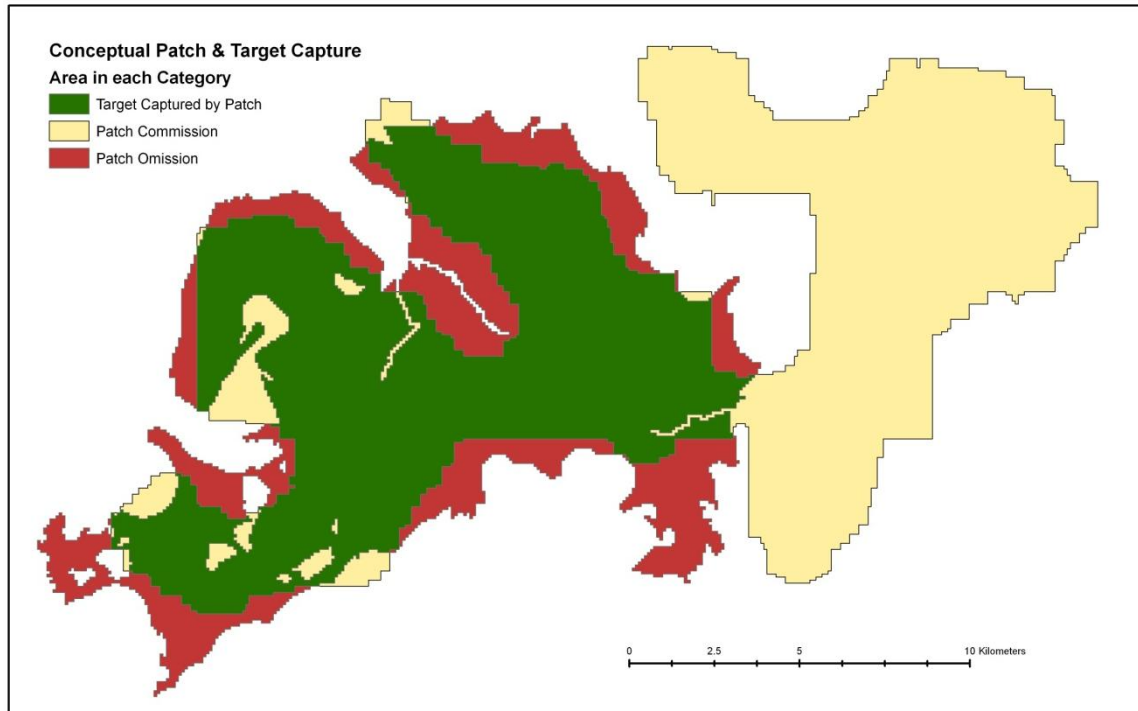 Conceptual Patch & Target Capture
Area in each Category
Target Captured by Patch
Patch Commission
Patch Omission
0 2.5 5 10 Kilometers